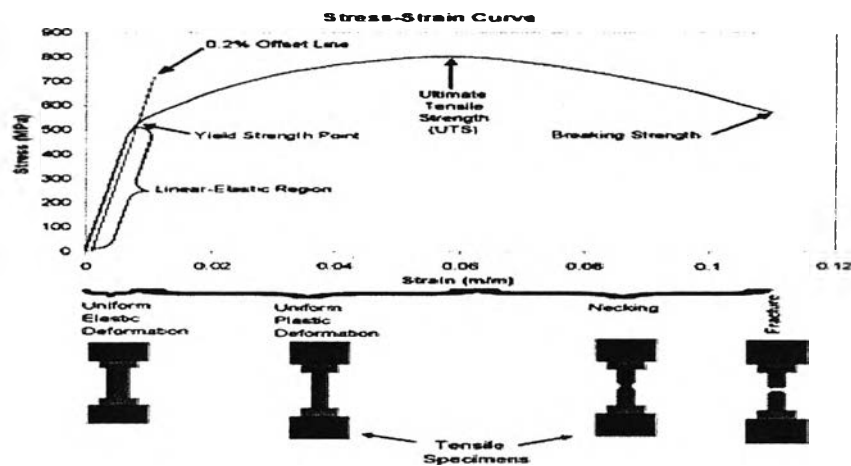 Stress-Strain Curve
900
800
700
600
500
400
300
200
100
0
Stress (MPa)
0.2% Offset Line
Yield Strength Point
Linear-Elastic Region
Ultimate
Tensile
Strength
(UTS)
Breaking Strength
0
0.02
0.04
0.06
0.08
0.1
0.12
Strain (m/m)
Uniform
Elastic
Deformation
Uniform
Plastic
Deformation
Necking
Fracture
Tensile
Specimens